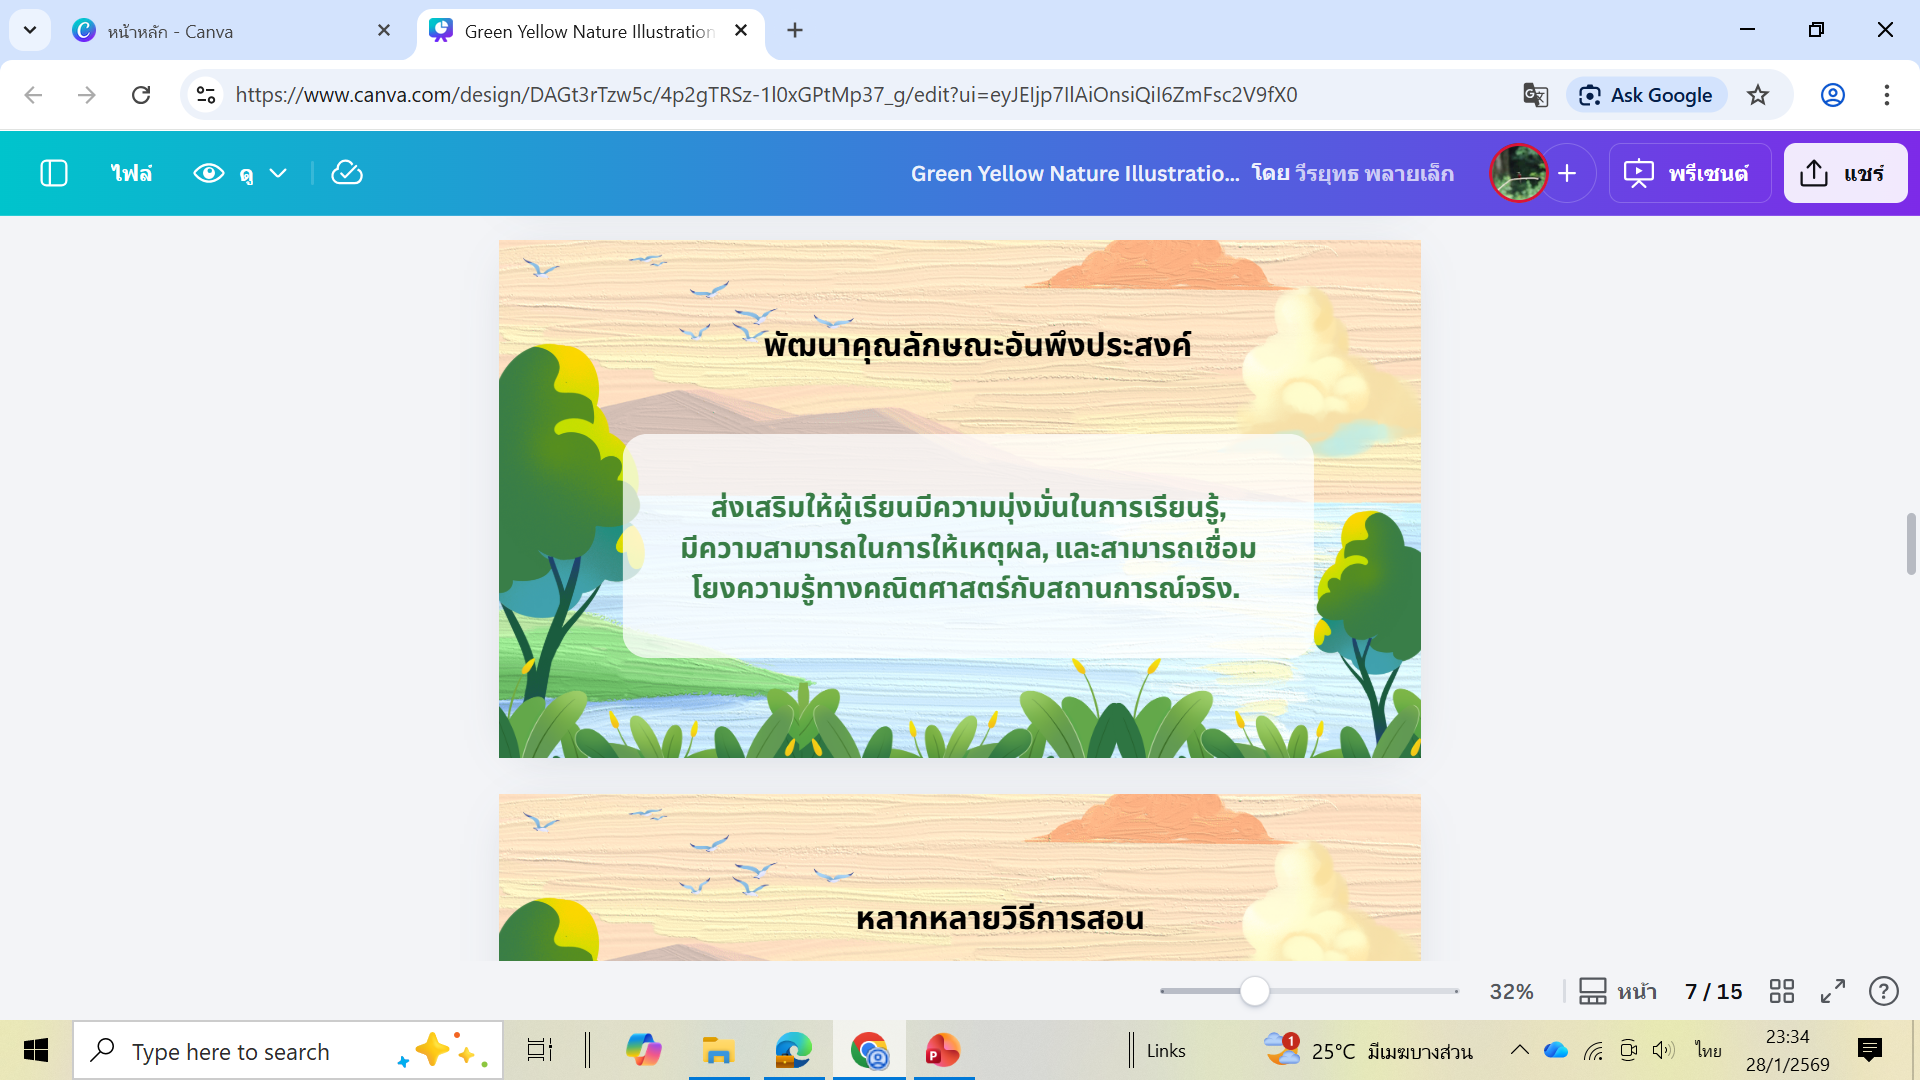 หน้าหลัก - Canva
Green Yellow Nature Illustration
https://www.canva.com/design/DAGt3rTzw5c/4p2gTRSz-1l0xGPtMp37_g/edit?ui=eyJEIjp7IlAiOnsiQiI6ZmFsc2V9fX0
Ask Google
ไฟล์
ดู
Green Yellow Nature Illustratio... โดย วีรยุทธ พลายเล็ก
พรีเซนต์
แชร์
พัฒนาคุณลักษณะอันพึงประสงค์
ส่งเสริมให้ผู้เรียนมีความมุ่งมั่นในการเรียนรู้,
มีความสามารถในการให้เหตุผล, และสามารถเชื่อม
โยงความรู้ทางคณิตศาสตร์กับสถานการณ์จริง.
หลากหลายวิธีการสอน
32%
หน้า
7 / 15
Type here to search
Links
1
25°C มีเมฆบางส่วน
ไทย
23:34
28/1/2569